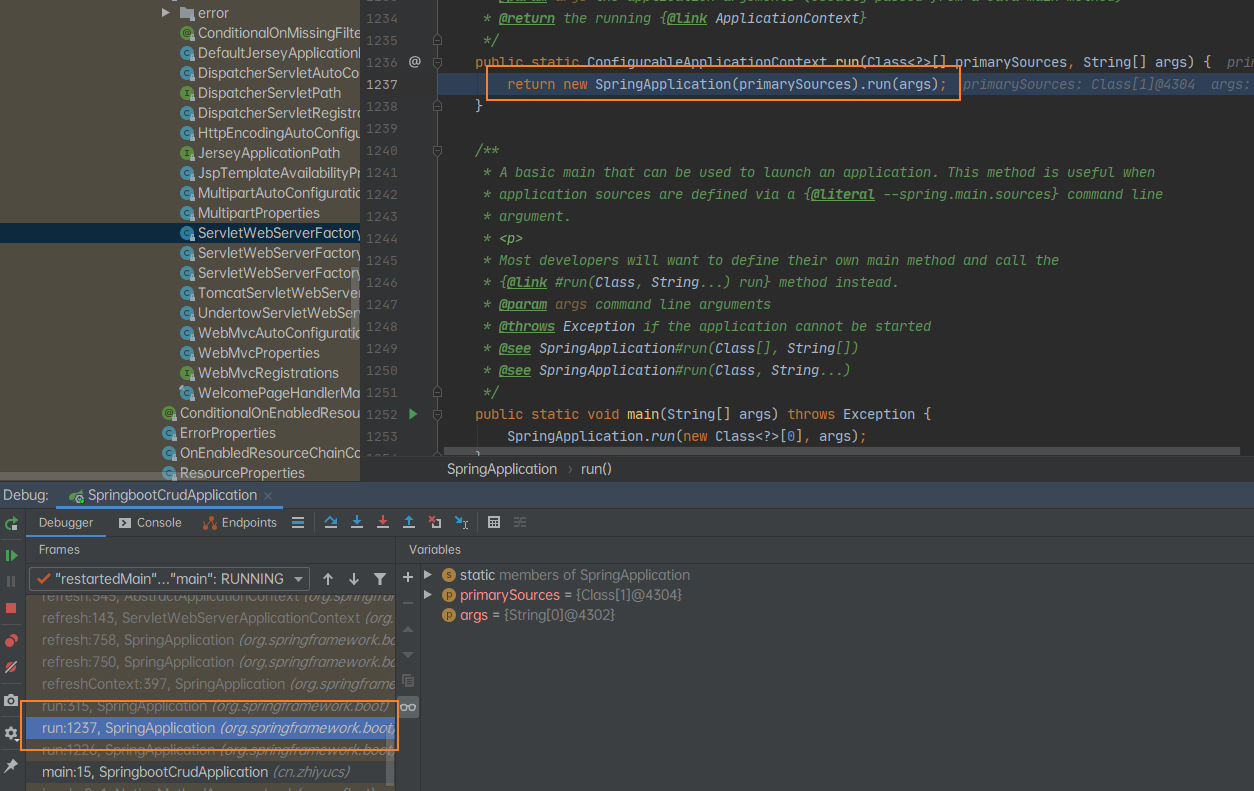 error
ConditionalOnMissingFilte
DefaultJerseyApplication
DispatcherServletAutoCo
DispatcherServletPath
DispatcherServletRegistra
HttpEncodingAutoConfigu
JerseyApplicationPath
JspTemplateAvailabilityPr
MultipartAutoConfiguratio
MultipartProperties
ServletWebServerFactory
ServletWebServerFactory
ServletWebServerFactory
TomcatServletWebServer
UndertowServletWebSer
WebMvcAutoConfiguratio
WebMvcProperties
WebMvcRegistrations
WelcomePageHandlerMa
ConditionalOnEnabledResou
ErrorProperties
OnEnabledResourceChainCo
ResourceProperties
1234 * @return the running {@link ApplicationContext}
1235 */
1236 @ public static ConfigurableApplicationContext run(Class<?>[] primarySources, String[] args) { prim
1237 return new SpringApplication(primarySources).run(args); primarySources: Class[1]@4304 args:
1238 }
1239
1240 /**
1241 * A basic main that can be used to launch an application. This method is useful when
1242 * application sources are defined via a {@literal --spring.main.sources} command line
1243 * argument.
1244 * <p>
1245 * Most developers will want to define their own main method and call the
1246 * {@link #run(Class, String...) run} method instead.
1247 * @param args command line arguments
1248 * @throws Exception if the application cannot be started
1249 * @see SpringApplication#run(Class[], String[])
1250 * @see SpringApplication#run(Class, String...)
1251 */
1252 public static void main(String[] args) throws Exception {
1253 SpringApplication.run(new Class<?>[0], args);
SpringApplication › run()
Debug: SpringbootCrudApplication ×
Debugger Console Endpoints
Frames
"restartedMain"..."main": RUNNING
refresh:545, AbstractApplicationContext (org.springfran
refresh:143, ServletWebServerApplicationContext (org.
refresh:758, SpringApplication (org.springframework.bo
refresh:750, SpringApplication (org.springframework.bo
refreshContext:397, SpringApplication (org.springframe
run:315, SpringApplication (org.springframework.boot)
run:1237, SpringApplication (org.springframework.boot,
run:1226, SpringApplication (org.springframework.boot
main:15, SpringbootCrudApplication (cn.zhiyucs)
Variables
static members of SpringApplication
primarySources = {Class[1]@4304}
args = {String[0]@4302}